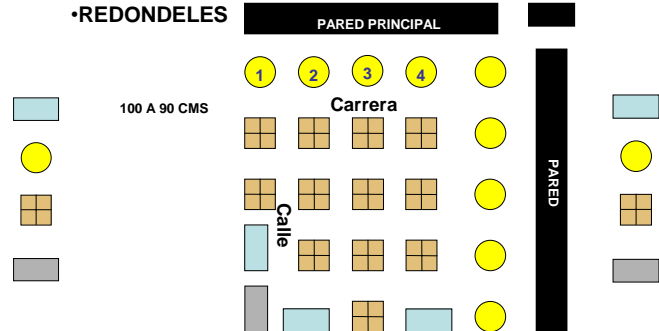 •REDONDELES
PARED PRINCIPAL
1 2 3 4
100 A 90 CMS
Carrera
PARED
Calle